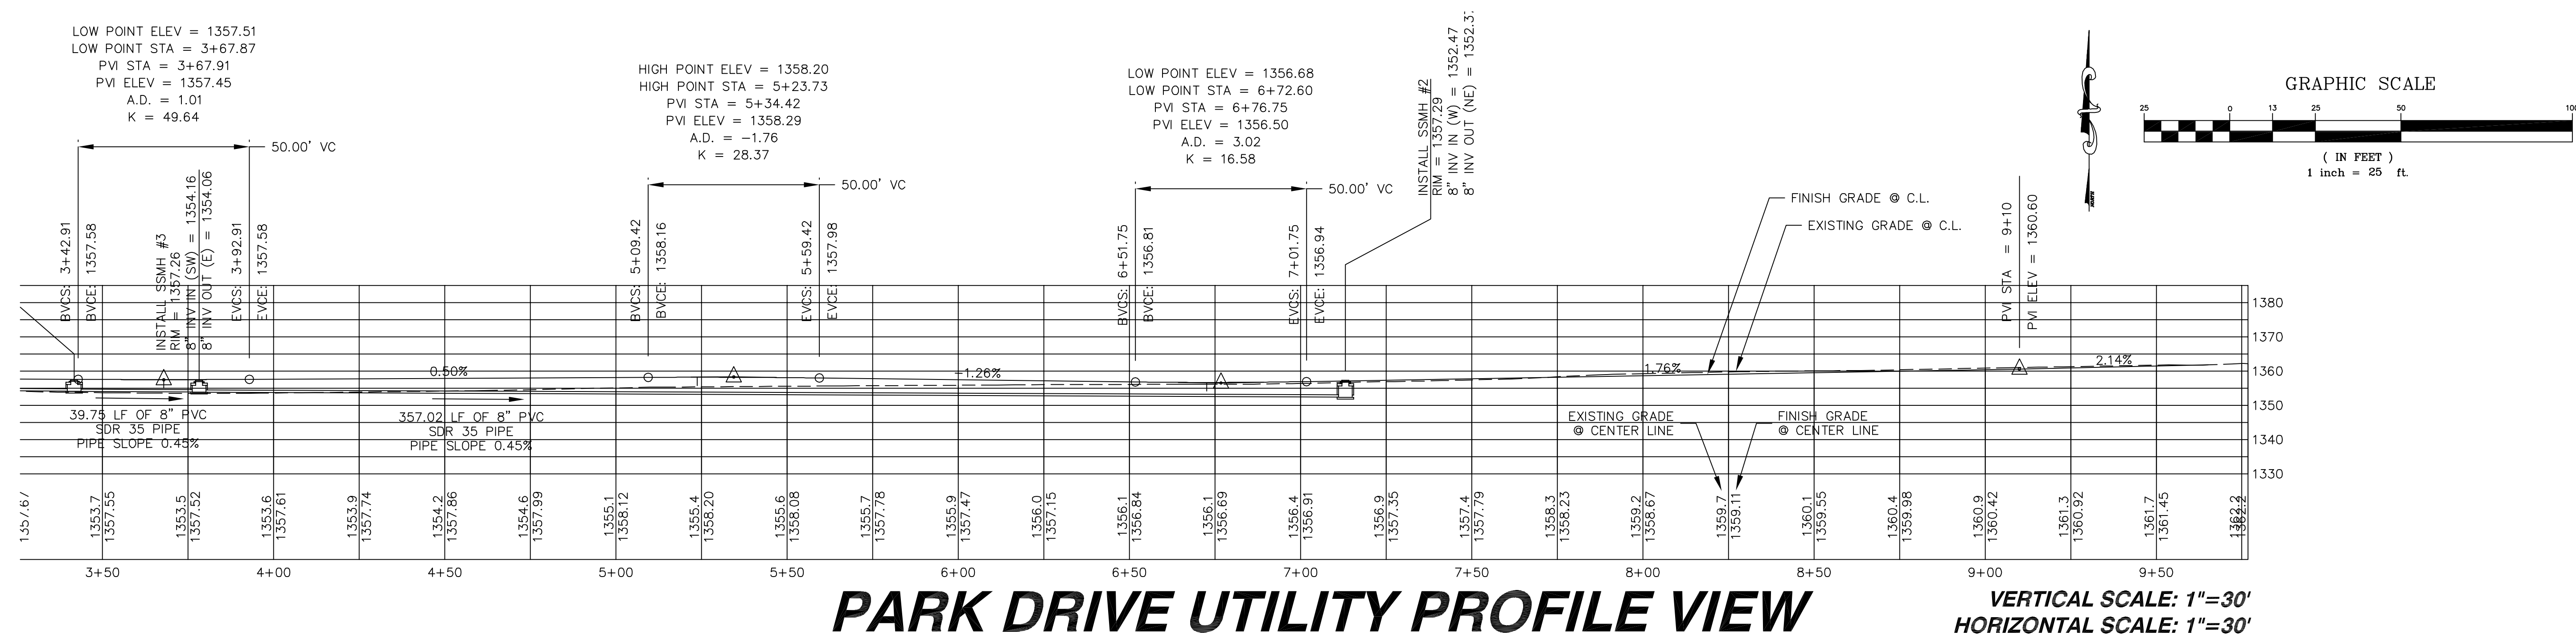 LOW POINT ELEV = 1357.51
LOW POINT STA = 3+67.87
PVI STA = 3+67.91
PVI ELEV = 1357.45
A.D. = 1.01
K = 49.64
50.00' VC
BVCS: 3+42.91
BVCE: 1357.58
INSTALL SSMH #3
RIM = 1357.26
8" INV IN (SW) = 1354.16
8" INV OUT (E) = 1354.06
EVCS: 3+92.91
EVCE: 1357.58
HIGH POINT ELEV = 1358.20
HIGH POINT STA = 5+23.73
PVI STA = 5+34.42
PVI ELEV = 1358.29
A.D. = -1.76
K = 28.37
50.00' VC
BVCS: 5+09.42
BVCE: 1358.16
EVCS: 5+59.42
EVCE: 1357.98
LOW POINT ELEV = 1356.68
LOW POINT STA = 6+72.60
PVI STA = 6+76.75
PVI ELEV = 1356.50
A.D. = 3.02
K = 16.58
50.00' VC
BVCS: 6+51.75
BVCE: 1356.81
EVCS: 7+01.75
EVCE: 1356.94
INSTALL SSMH #2
RIM = 1357.29
8" INV IN (W) = 1352.47
8" INV OUT (NE) =
FINISH GRADE @ C.L.
EXISTING GRADE @ C.L.
PVI STA = 9+10
PVI ELEV = 1360.60
GRAPHIC SCALE
25 0 13 25 50 100
( IN FEET )
1 inch = 25 ft.
1380
1370
1360
1350
1340
1330
0.50%
-1.26%
1.76%
2.14%
39.75 LF OF 8" PVC
SDR 35 PIPE
PIPE SLOPE 0.45%
357.02 LF OF 8" PVC
SDR 35 PIPE
PIPE SLOPE 0.45%
EXISTING GRADE
@ CENTER LINE
FINISH GRADE
@ CENTER LINE
1357.67
1353.7
1357.55
1353.5
1357.52
1353.6
1357.61
1353.9
1357.74
1354.2
1357.86
1354.6
1357.99
1355.1
1358.12
1355.4
1358.20
1355.6
1358.08
1355.7
1357.78
1355.9
1357.47
1356.0
1357.15
1356.1
1356.84
1356.1
1356.69
1356.4
1356.91
1356.9
1357.35
1357.4
1357.79
1358.3
1358.23
1359.2
1358.67
1359.7
1359.11
1360.1
1359.55
1360.4
1359.98
1360.9
1360.42
1361.3
1360.92
1361.7
1361.45
1362.2
1362.2
3+50 4+00 4+50 5+00 5+50 6+00 6+50 7+00 7+50 8+00 8+50 9+00 9+50
PARK DRIVE UTILITY PROFILE VIEW
VERTICAL SCALE: 1"=30'
HORIZONTAL SCALE: 1"=30'